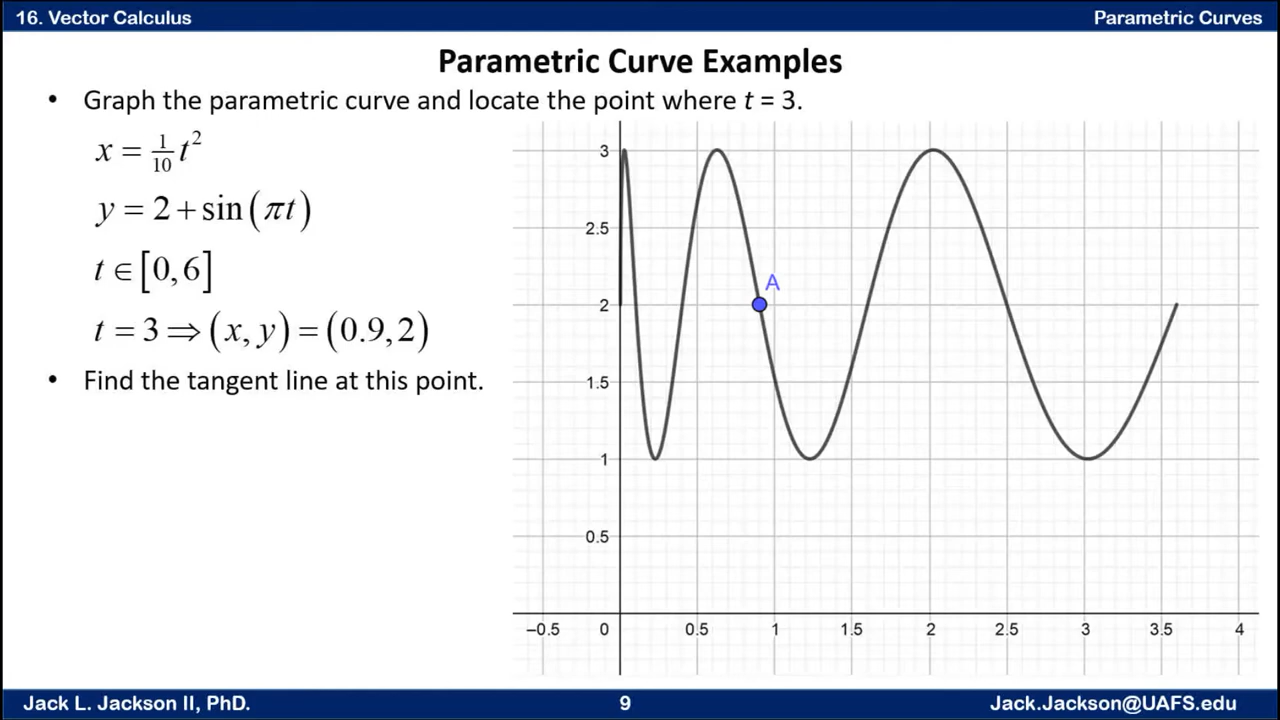 16. Vector Calculus
Parametric Curves
Parametric Curve Examples
• Graph the parametric curve and locate the point where t = 3.
x = 1/10 t²
y = 2 + sin(πt)
t ∈ [0,6]
t = 3 ⇒ (x, y) = (0.9, 2)
• Find the tangent line at this point.
3
2.5
2
1.5
1
0.5
A
–0.5 0 0.5 1 1.5 2 2.5 3 3.5 4
Jack L. Jackson II, PhD.
9
Jack.Jackson@UAFS.edu